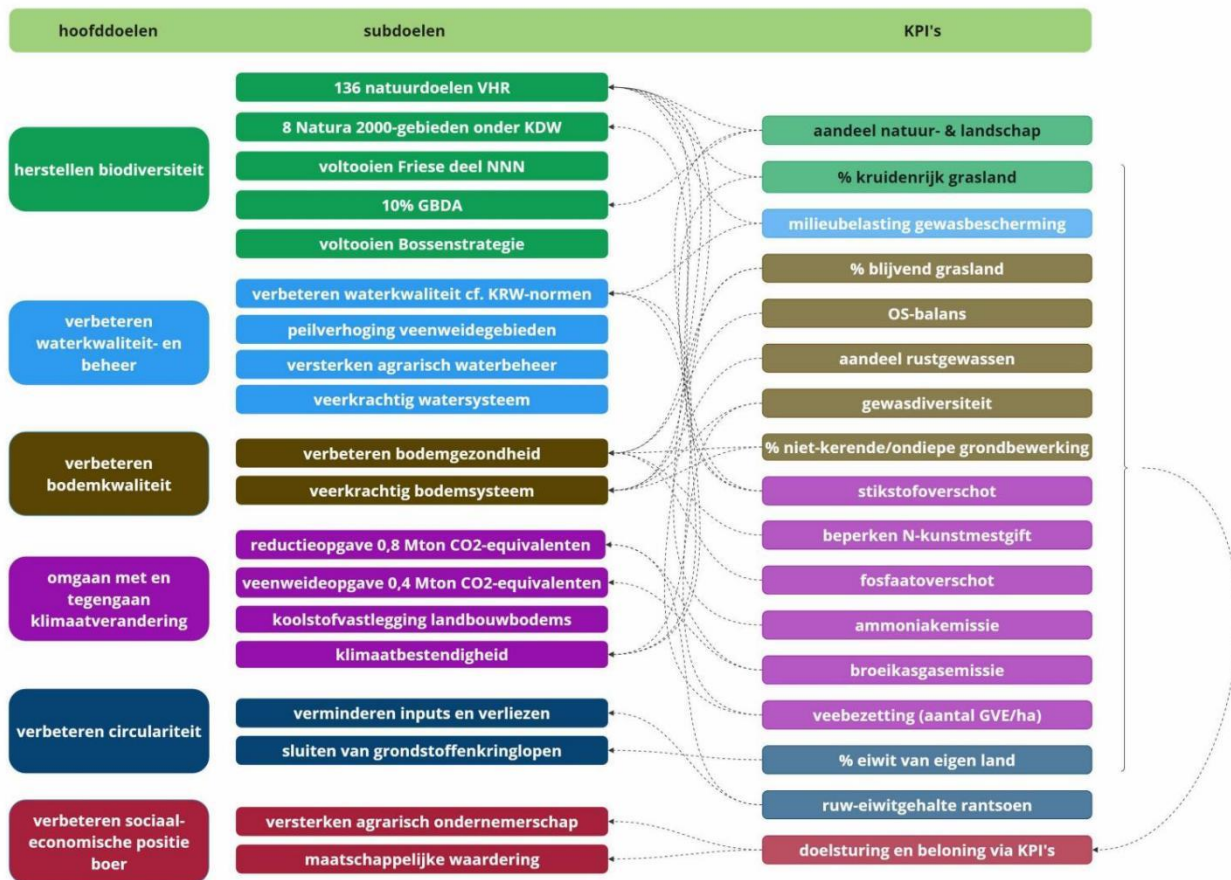 hoofddoelen
subdoelen
KPI's
herstellen biodiversiteit
136 natuurdoelen VHR
8 Natura 2000-gebieden onder KDW
voltooien Friese deel NNN
10% GBDA
voltooien Bossenstrategie
verbeteren
waterkwaliteit- en
beheer
verbeteren waterkwaliteit cf. KRW-normen
peilverhoging veenweidegebieden
versterken agrarisch waterbeheer
veerkrachtig watersysteem
verbeteren
bodemkwaliteit
verbeteren bodemgezondheid
veerkrachtig bodemsysteem
omgaan met en
tegengaan
klimaatverandering
reductieopgave 0,8 Mton CO2-equivalenten
veenweideopgave 0,4 Mton CO2-equivalenten
koolstofvastlegging landbouwbodems
klimaatbestendigheid
verbeteren circulariteit
verminderen inputs en verliezen
sluiten van grondstoffenkringlopen
verbeteren sociaal-
economische positie
boer
versterken agrarisch ondernemerschap
maatschappelijke waardering
aandeel natuur- & landschap
% kruidenrijk grasland
milieubelasting gewasbescherming
% blijvend grasland
OS-balans
aandeel rustgewassen
gewasdiversiteit
% niet-kerende/ondiepe grondbewerking
stikstofoverschot
beperken N-kunstmestgift
fosfaatoverschot
ammoniakemissie
broeikasgasemissie
veebezetting (aantal GVE/ha)
% eiwit van eigen land
ruw-eiwitgehalte rantsoen
doelsturing en beloning via KPI's